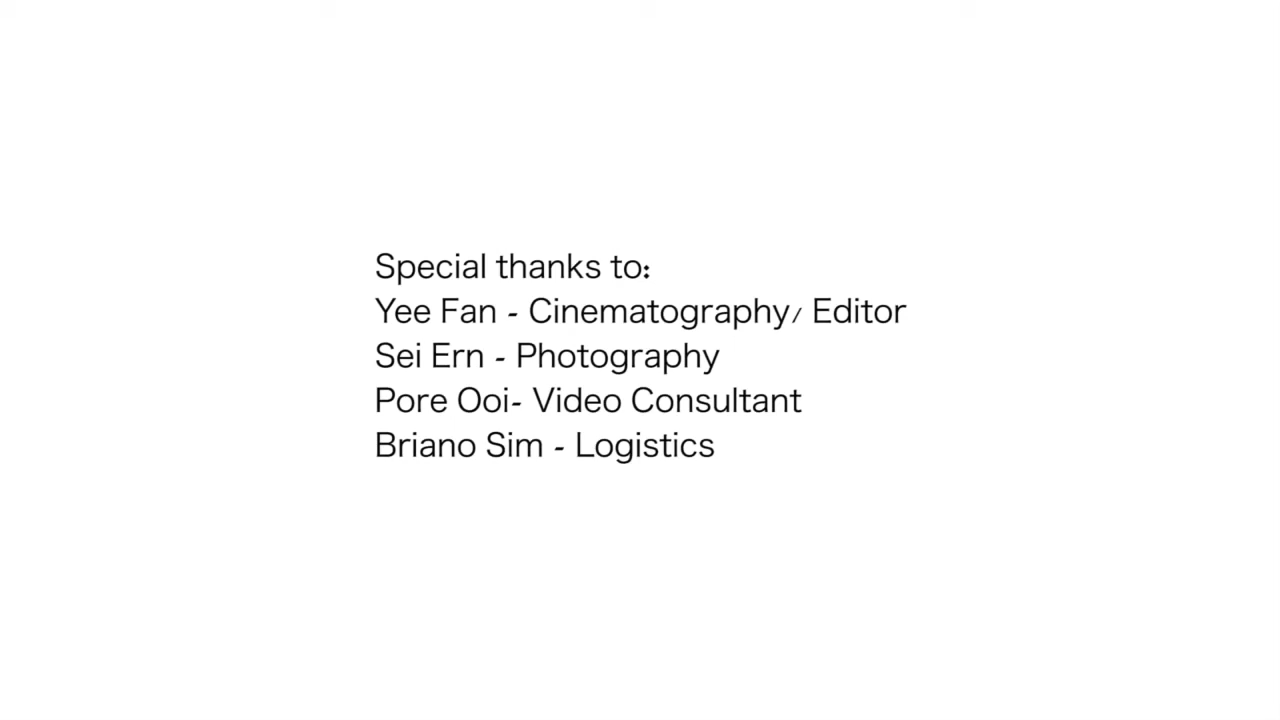 Special thanks to:
Yee Fan - Cinematography/ Editor
Sei Ern - Photography
Pore Ooi- Video Consultant
Briano Sim - Logistics